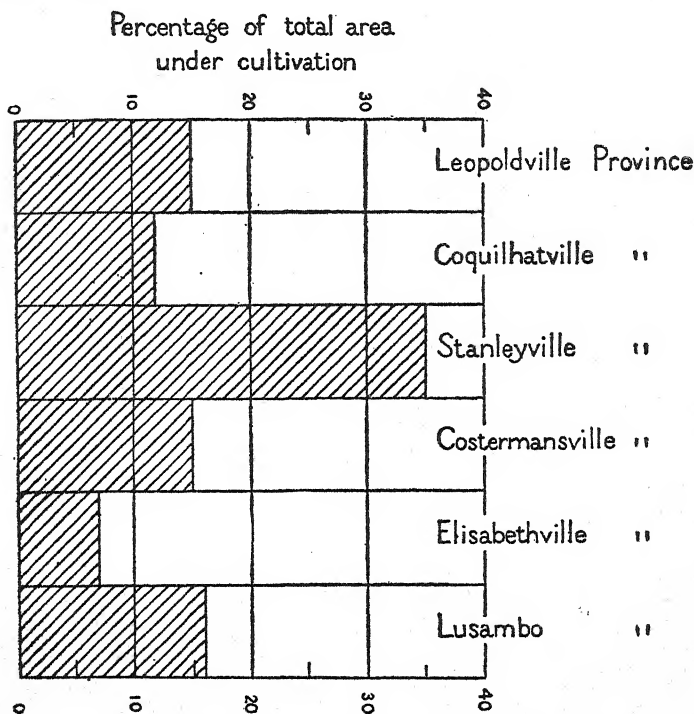 Percentage of total area
under cultivation
0 10 20 30 40
Leopoldville Province
Coquilhatville "
Stanleyville "
Costermansville "
Elisabethville "
Lusambo "
0 10 20 30 40